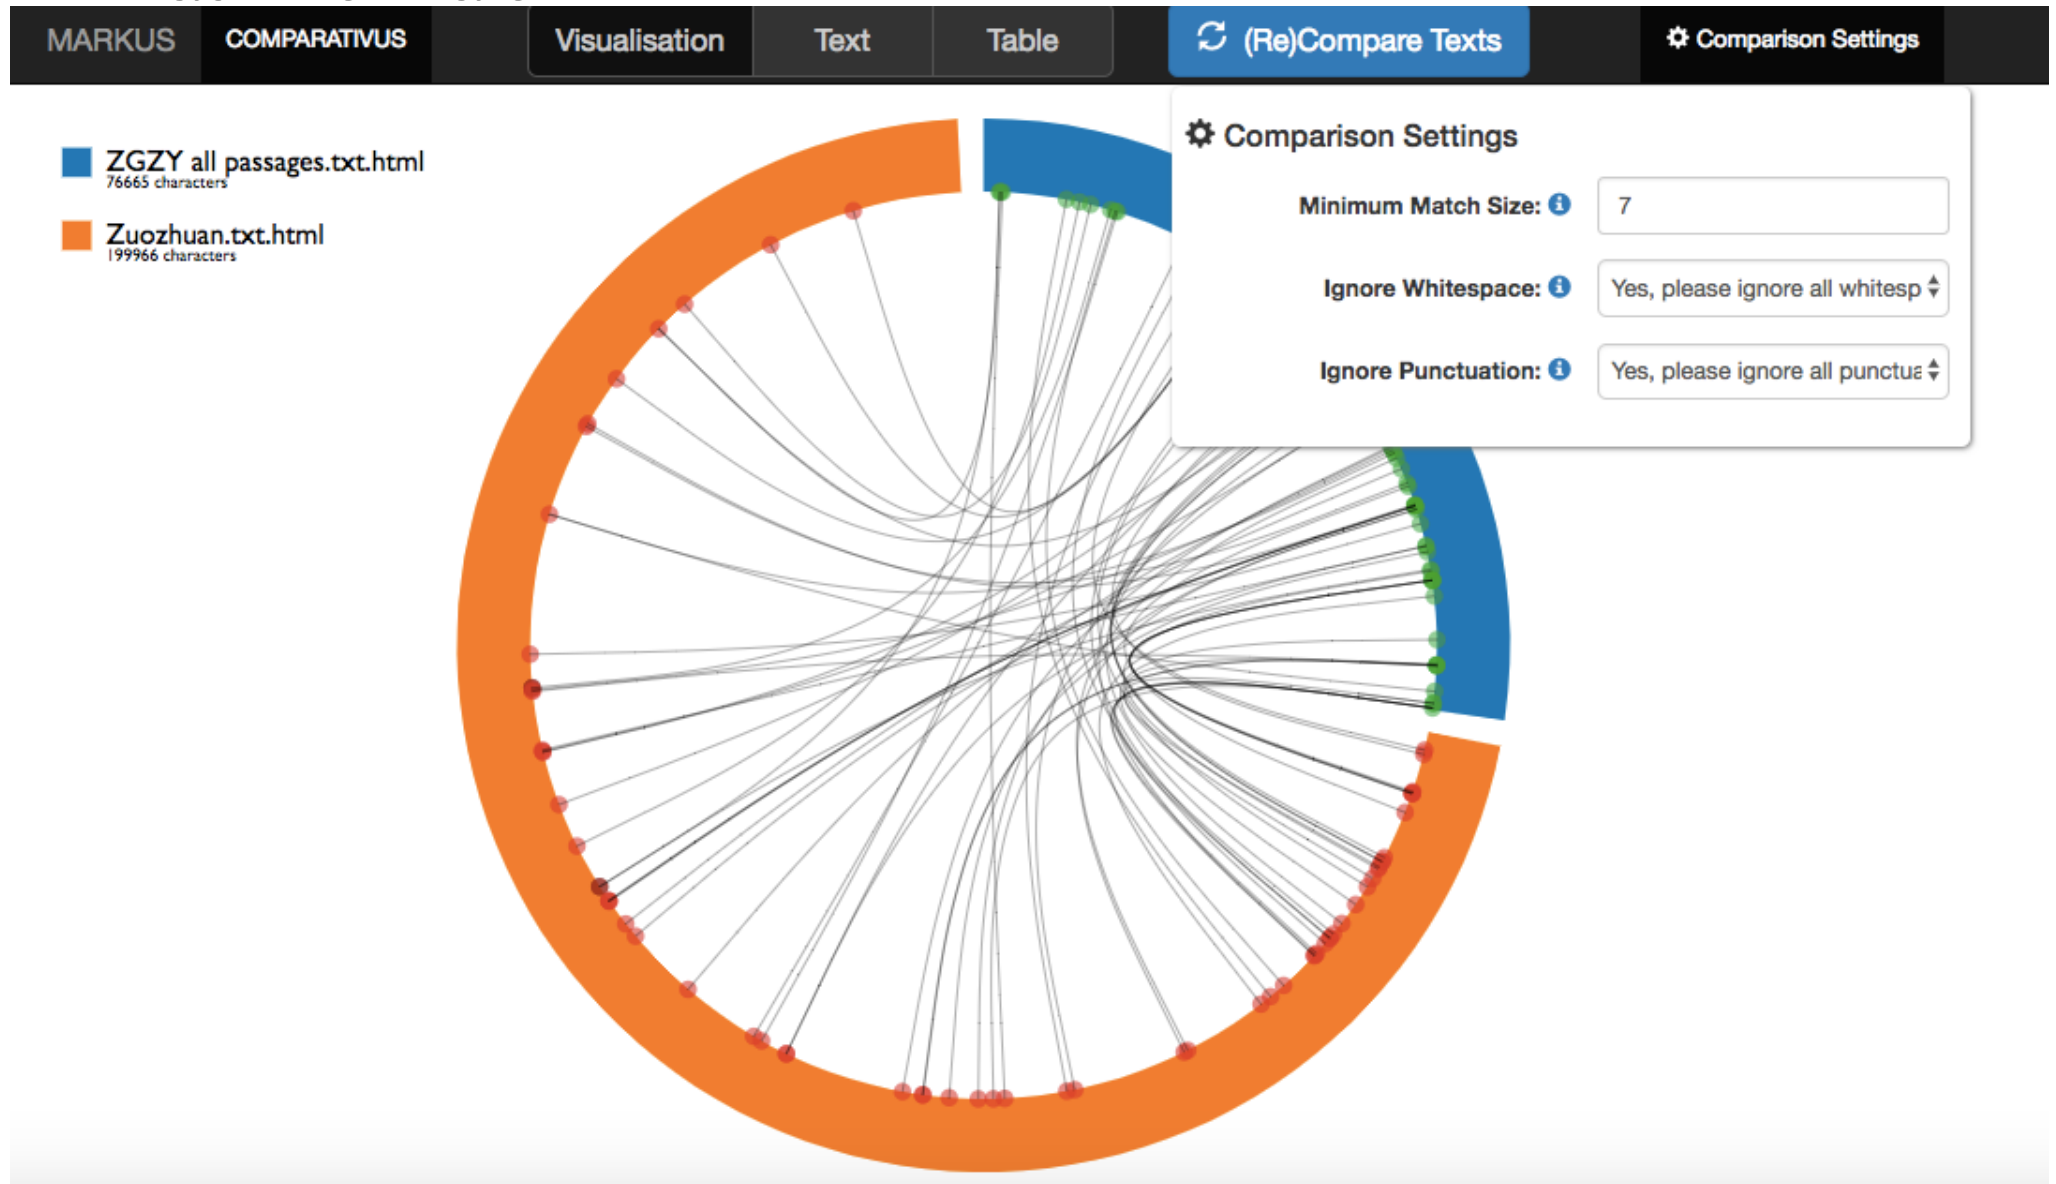 MARKUS COMPARATIVUS Visualisation Text Table (Re)Compare Texts Comparison Settings
ZGZY all passages.txt.html
76665 characters
Zuozhuan.txt.html
199966 characters
Comparison Settings
Minimum Match Size: 7
Ignore Whitespace: Yes, please ignore all whitesp
Ignore Punctuation: Yes, please ignore all punctua